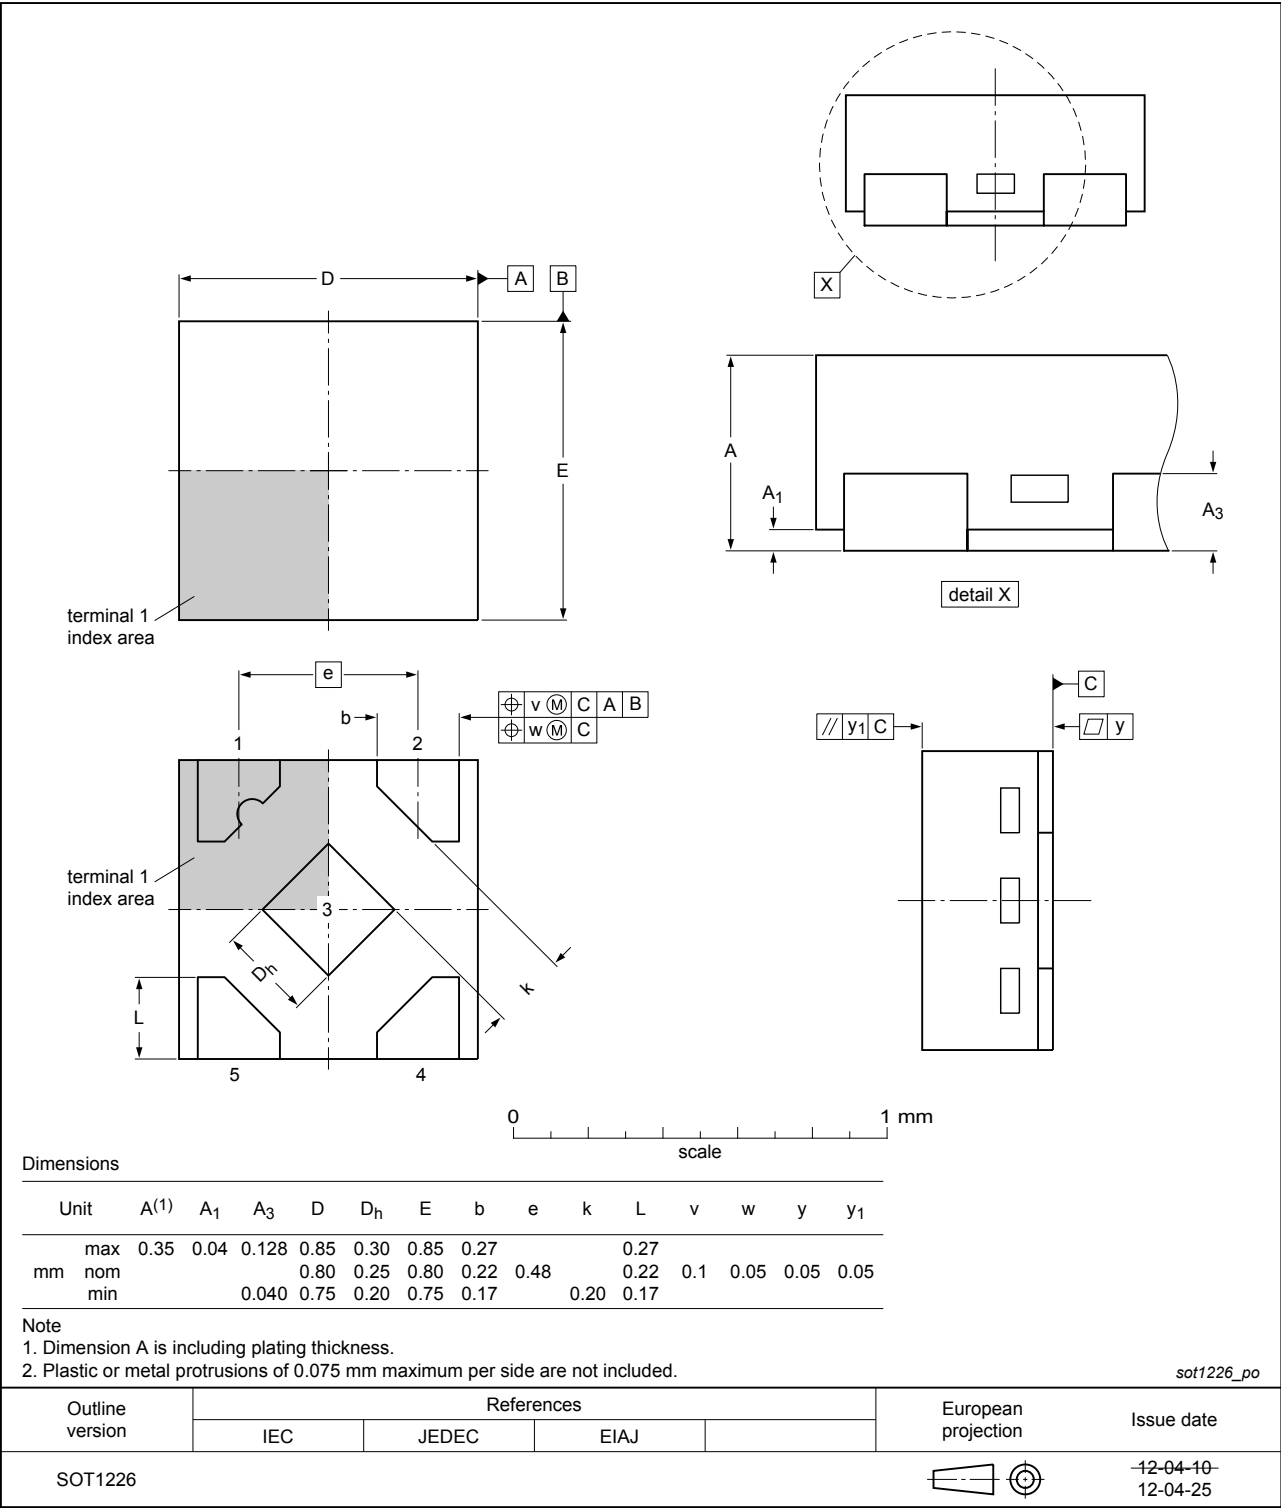 X
D
A
B
E
A
A1
A3
detail X
terminal 1
index area
e
b
v M C A B
w M C
1
2
C
// y1 C
y
terminal 1
index area
3
Dh
k
L
5
4
0
1 mm
scale
Dimensions
Unit A(1) A1 A3 D Dh E b e k L v w y y1
max 0.35 0.04 0.128 0.85 0.30 0.85 0.27 0.27
mm nom 0.80 0.25 0.80 0.22 0.48 0.22 0.1 0.05 0.05 0.05
min 0.040 0.75 0.20 0.75 0.17 0.20 0.17
Note
1. Dimension A is including plating thickness.
2. Plastic or metal protrusions of 0.075 mm maximum per side are not included.
sot1226_po
Outline
version
References
IEC JEDEC EIAJ
European
projection
Issue date
SOT1226
12-04-10
12-04-25